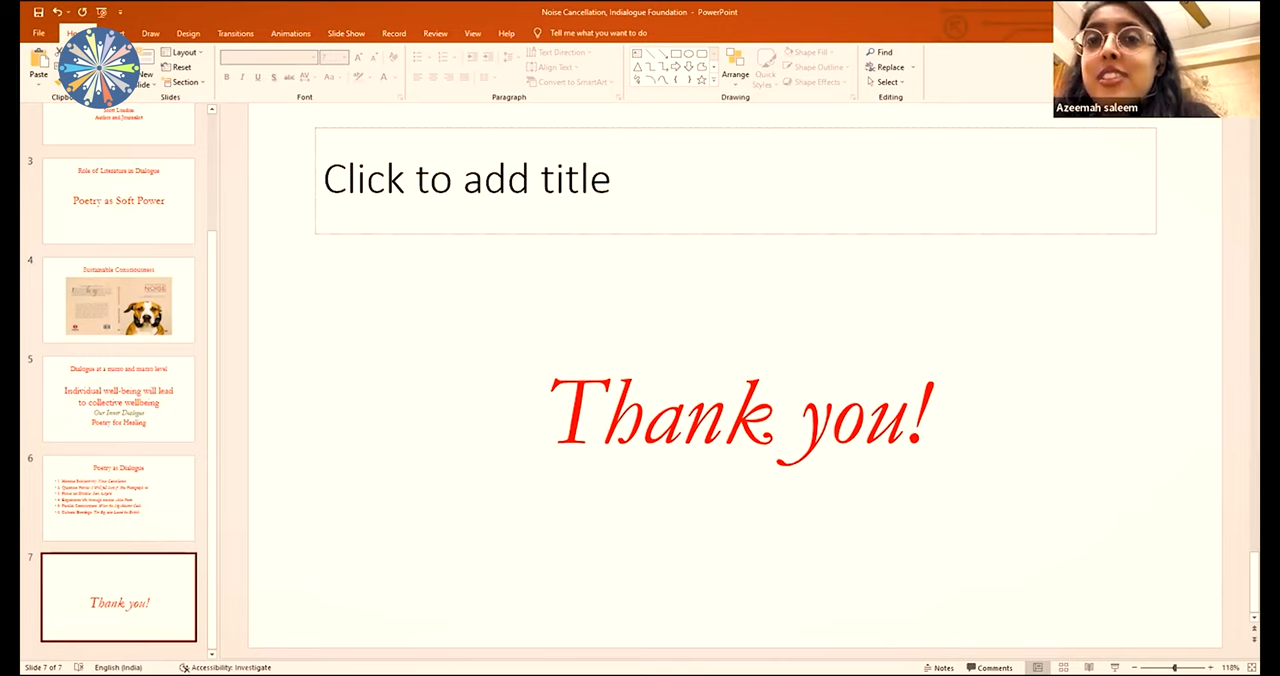 Noise Cancellation, Indialogue Foundation - PowerPoint
File
Draw
Design
Transitions
Animations
Slide Show
Record
Review
View
Help
Tell me what you want to do
Paste
New
Layout
Reset
Section
Slides
B I U S abc AV Aa A
Font
Text Direction
Align Text
Convert to SmartArt
Paragraph
Arrange
Quick
Styles
Shape Fill
Shape Outline
Shape Effects
Drawing
Find
Replace
Select
Editing
Azeemah saleem
Author and Journalist
3
Role of Literature in Dialogue
Poetry as Soft Power
4
Sustainable Consciousness
NOISE
5
Dialogue at a micro and macro level
Individual well-being will lead
to collective wellbeing
Our Inner Dialogue
Poetry for Healing
6
Poetry as Dialogue
7
Thank you!
Click to add title
Thank you!
Slide 7 of 7
English (India)
Accessibility: Investigate
Notes
Comments
118%